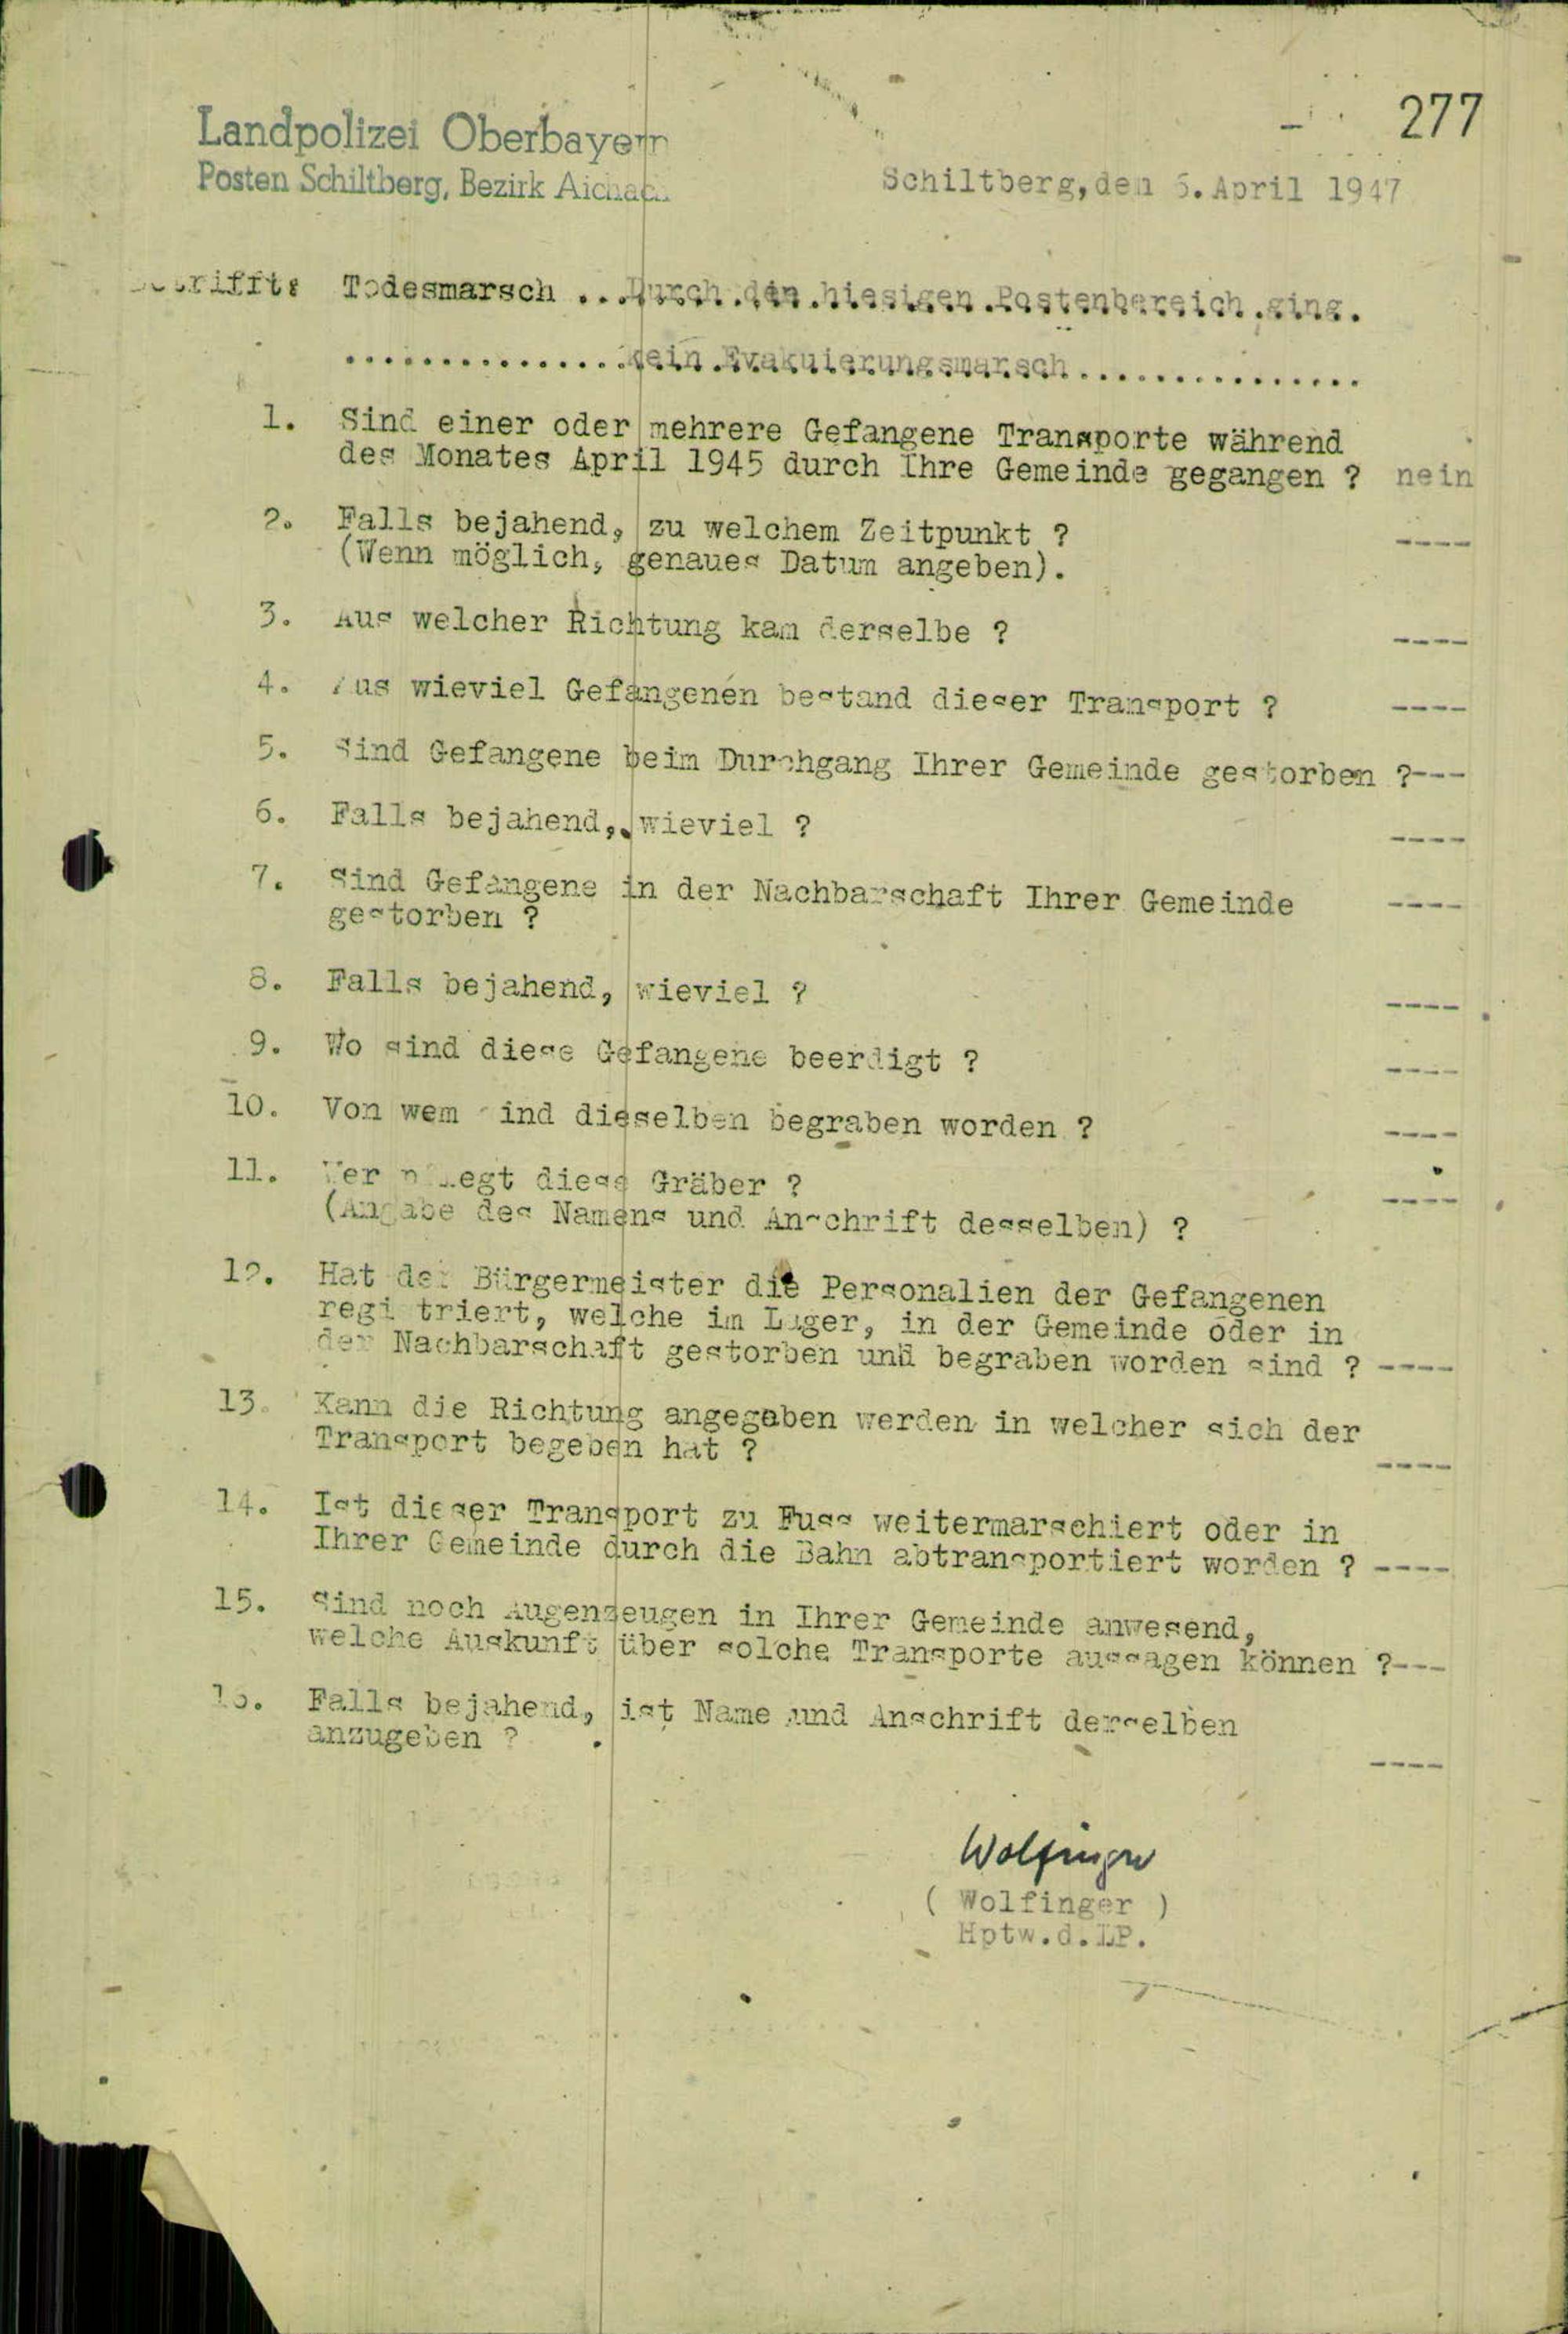 277
Landpolizei Oberbayern
Posten Schiltberg, Bezirk Aichach
Schiltberg, den 5. April 1947
Betrifft: Todesmarsch ...Durch.den.hiesigen.Postenbereich.ging.
...............kein.Evakuierungsmarsch...............
1. Sind einer oder mehrere Gefangene Transporte während
des Monates April 1945 durch Ihre Gemeinde gegangen ? nein
2. Falls bejahend, zu welchem Zeitpunkt ? ----
(Wenn möglich, genaues Datum angeben).
3. Aus welcher Richtung kam derselbe ? ----
4. Aus wieviel Gefangenen bestand dieser Transport ? ----
5. Sind Gefangene beim Durchgang Ihrer Gemeinde gestorben ?---
6. Falls bejahend, wieviel ? ----
7. Sind Gefangene in der Nachbarschaft Ihrer Gemeinde ----
gestorben ?
8. Falls bejahend, wieviel ? ----
9. Wo sind diese Gefangene beerdigt ? ----
10. Von wem sind dieselben begraben worden ? ----
11. Wer pflegt diese Gräber ? ----
(Angabe des Namens und Anschrift desselben) ?
12. Hat der Bürgermeister die Personalien der Gefangenen
registriert, welche im Lager, in der Gemeinde oder in
der Nachbarschaft gestorben und begraben worden sind ? ----
13. Kann die Richtung angegeben werden in welcher sich der
Transport begeben hat ? ----
14. Ist dieser Transport zu Fuss weitermarschiert oder in
Ihrer Gemeinde durch die Bahn abtransportiert worden ? ----
15. Sind noch Augenzeugen in Ihrer Gemeinde anwesend,
welche Auskunft über solche Transporte aussagen können ?---
16. Falls bejahend, ist Name und Anschrift derselben
anzugeben ? ----
Wolfinger
( Wolfinger )
Hptw.d.LP.